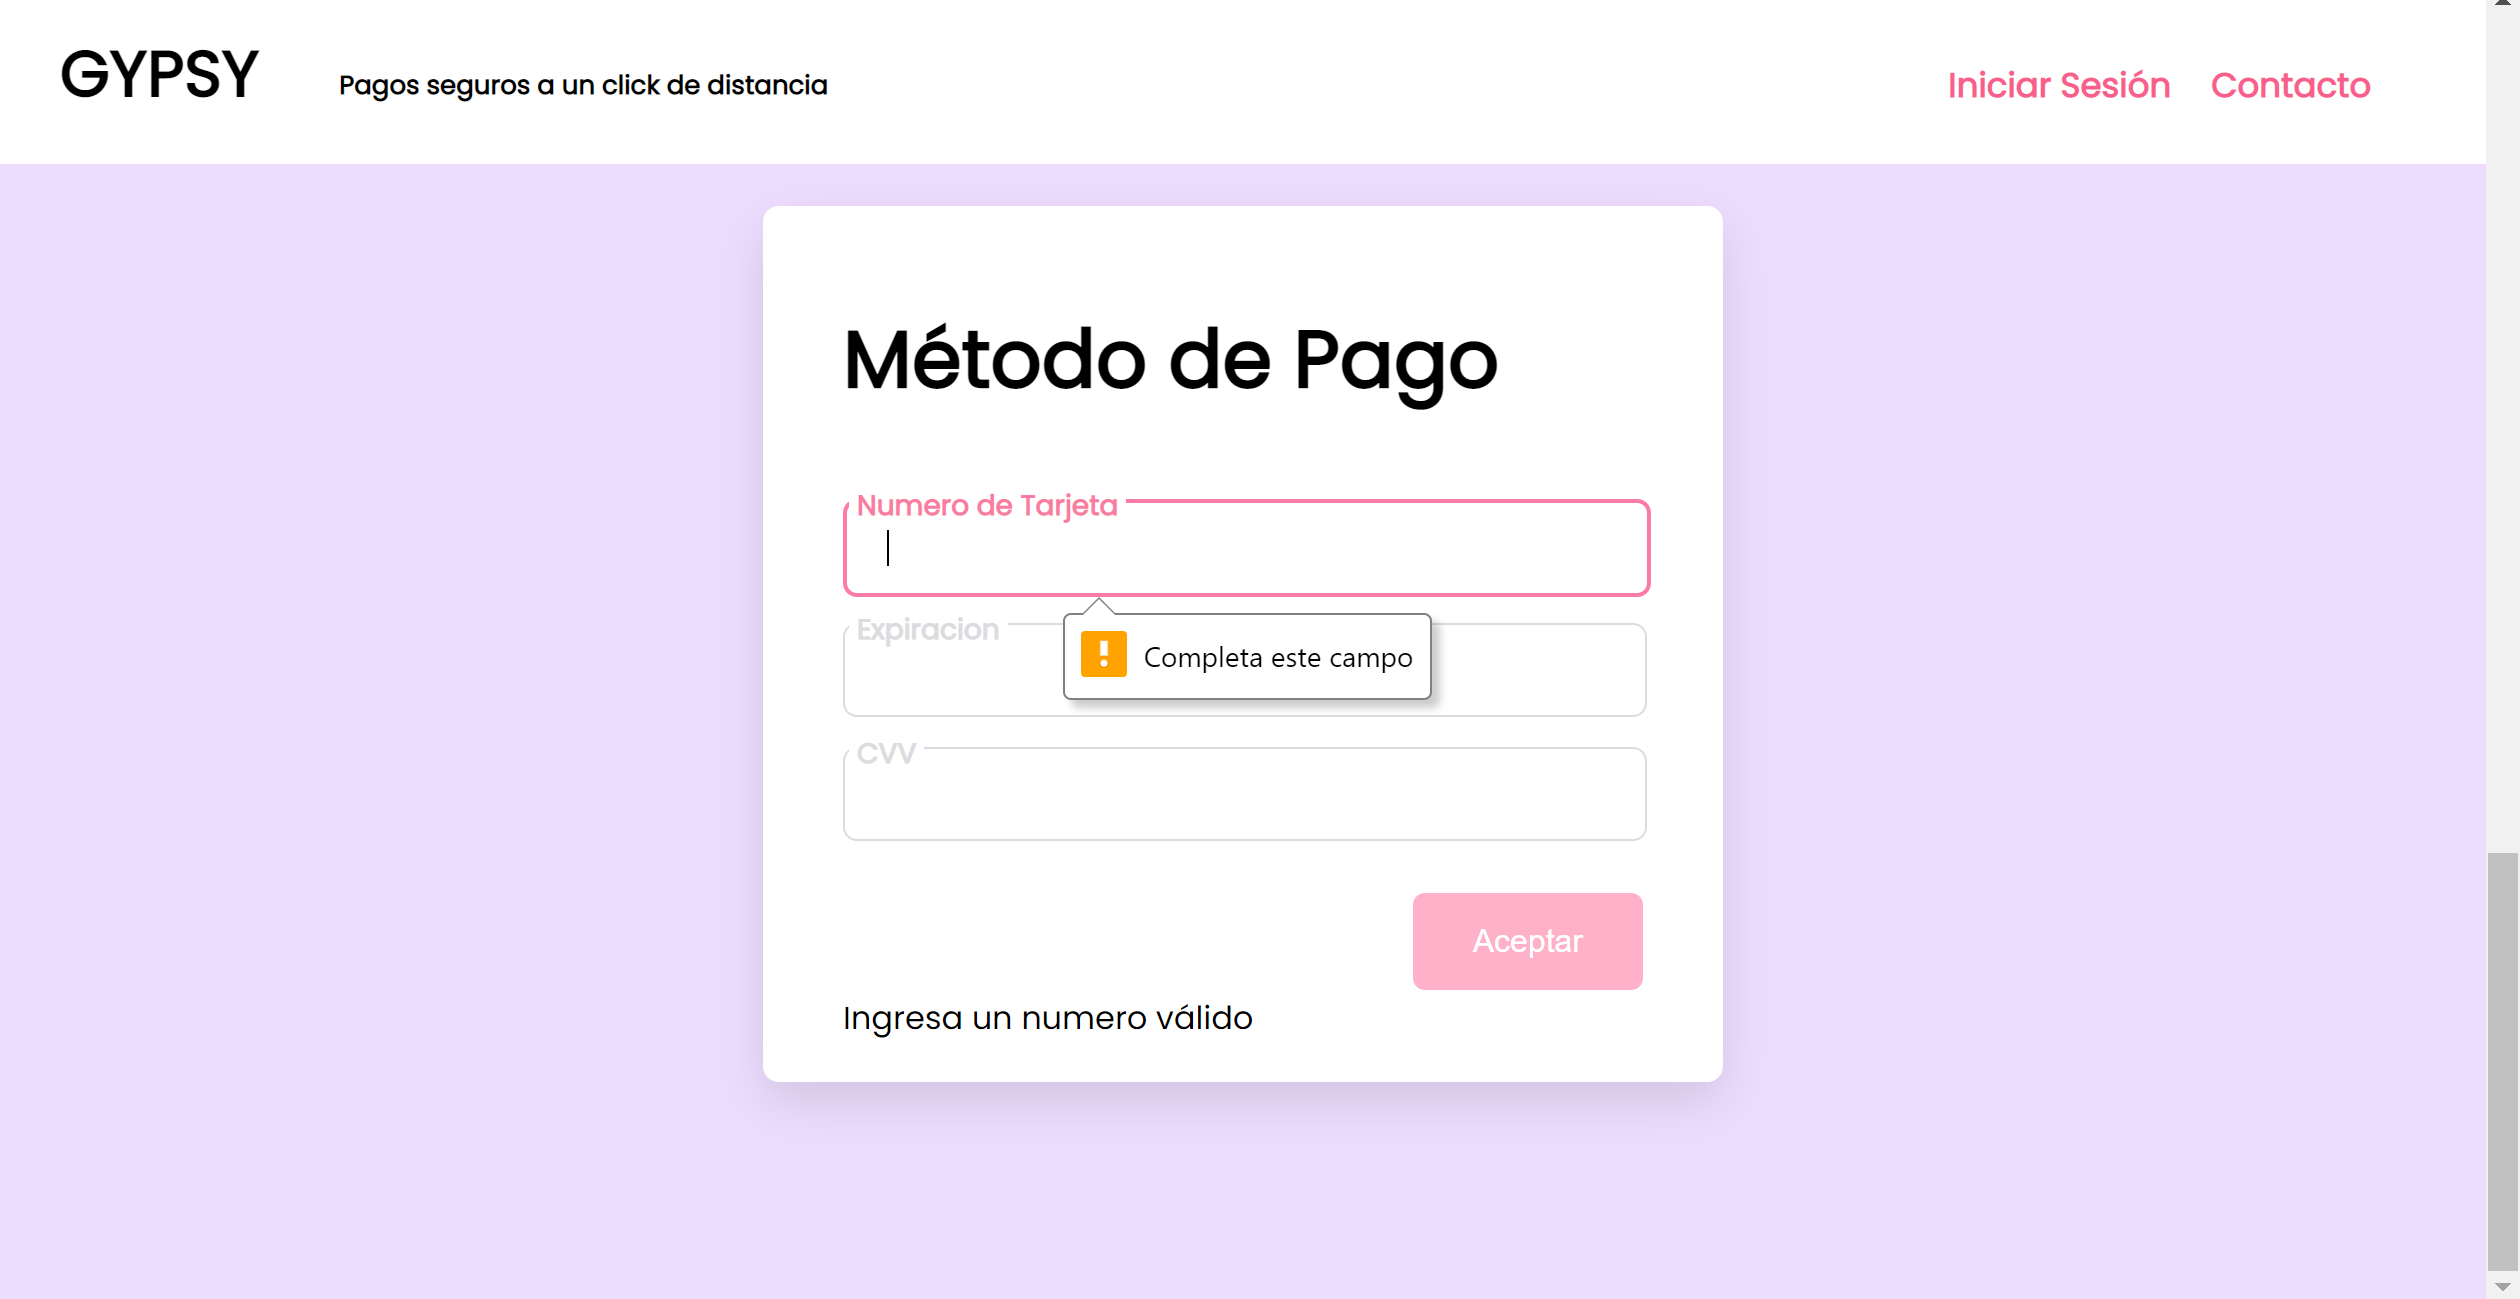 GYPSY
Pagos seguros a un click de distancia
Iniciar Sesión
Contacto
Método de Pago
Numero de Tarjeta
Expiracion
Completa este campo
CVV
Aceptar
Ingresa un numero válido